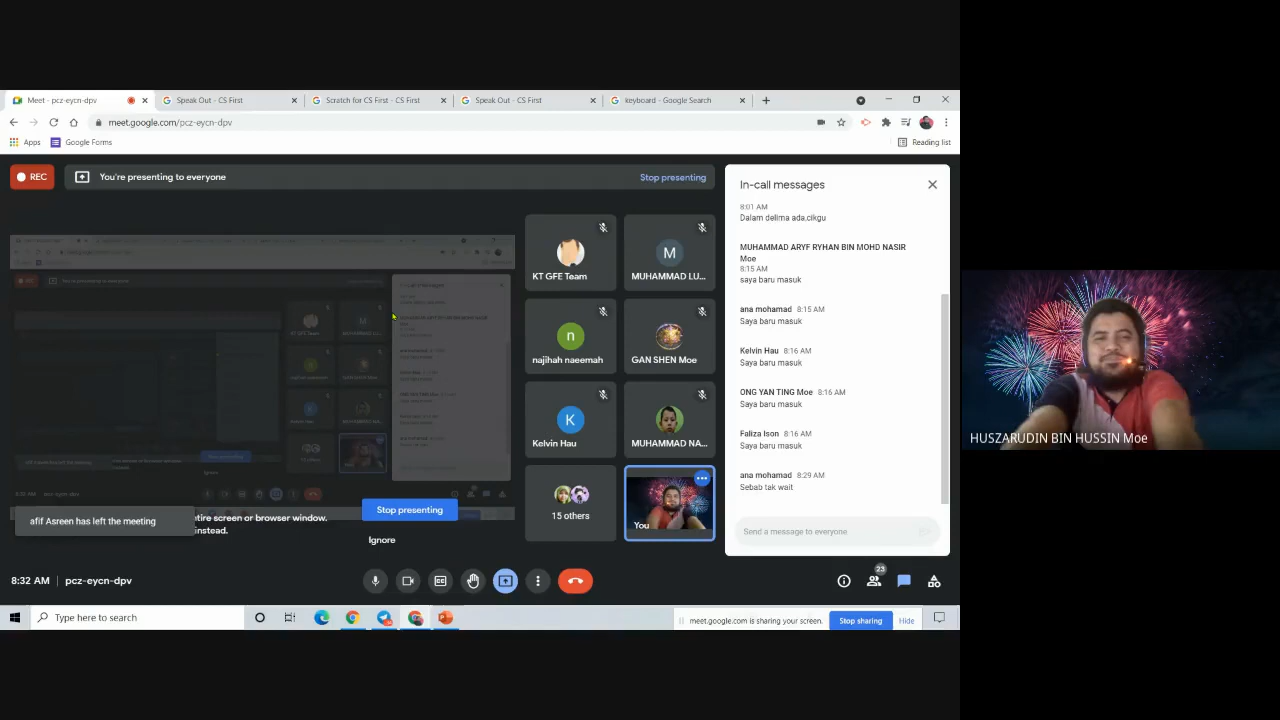 Meet - pcz-eycn-dpv
Speak Out - CS First
Scratch for CS First - CS First
Speak Out - CS First
keyboard - Google Search
meet.google.com/pcz-eycn-dpv
Apps
Google Forms
Reading list
REC
You're presenting to everyone
Stop presenting
KT GFE Team
M
MUHAMMAD LU...
n
najihah naeemah
GAN SHEN Moe
K
Kelvin Hau
MUHAMMAD NA...
15 others
You
In-call messages
8:01 AM
Dalam delima ada,cikgu
MUHAMMAD ARYF RYHAN BIN MOHD NASIR
Moe
8:15 AM
saya baru masuk
ana mohamad 8:15 AM
Saya baru masuk
Kelvin Hau 8:16 AM
Saya baru masuk
ONG YAN TING Moe 8:16 AM
Saya baru masuk
Faliza Ison 8:16 AM
Saya baru masuk
ana mohamad 8:29 AM
Sebab tak wait
Send a message to everyone
afif Asreen has left the meeting
ntire screen or browser window.
instead.
Stop presenting
Ignore
8:32 AM | pcz-eycn-dpv
23
Type here to search
meet.google.com is sharing your screen.
Stop sharing
Hide
HUSZARUDIN BIN HUSSIN Moe